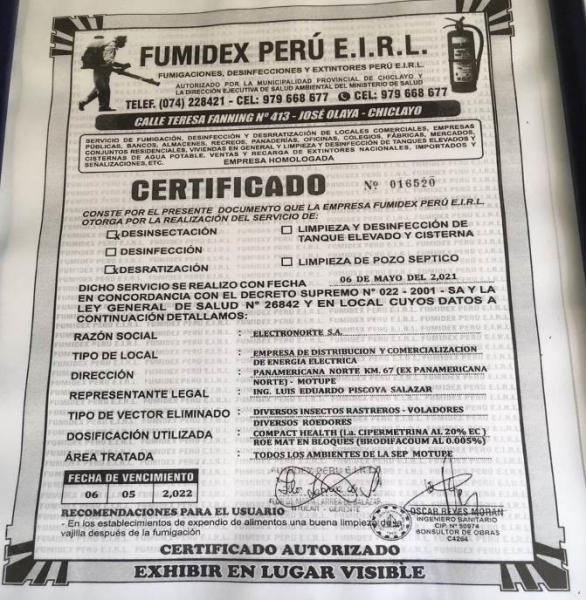 FUMIDEX PERÚ E.I.R.L.
FUMIGACIONES, DESINFECCIONES Y EXTINTORES PERÚ E.I.R.L.
AUTORIZADO POR LA MUNICIPALIDAD PROVINCIAL DE CHICLAYO Y
LA DIRECCIÓN EJECUTIVA DE SALUD AMBIENTAL DEL MINISTERIO DE SALUD
TELEF. (074) 228421 - CEL: 979 668 677 CEL: 979 668 677
CALLE TERESA FANNING Nº 413 - JOSÉ OLAYA - CHICLAYO
SERVICIO DE FUMIGACIÓN, DESINFECCIÓN Y DESRRATIZACIÓN DE LOCALES COMERCIALES, EMPRESAS
PÚBLICAS, BANCOS, ALMACENES, RECREOS, PANADERÍAS, OFICINAS, COLEGIOS, FÁBRICAS, MERCADOS,
CONJUNTOS RESIDENCIALES, VIVIENDAS EN GENERAL Y LIMPIEZA Y DESINFECCIÓN DE TANQUES ELEVADOS Y
CISTERNAS DE AGUA POTABLE, VENTAS Y RECARGA DE EXTINTORES NACIONALES, IMPORTADOS Y
SEÑALIZACIONES, ETC.
EMPRESA HOMOLOGADA
CERTIFICADO Nº 016520
CONSTE POR EL PRESENTE DOCUMENTO QUE LA EMPRESA FUMIDEX PERÚ E.I.R.L.
OTORGA POR LA REALIZACIÓN DEL SERVICIO DE:
DESINSECTACIÓN
LIMPIEZA Y DESINFECCIÓN DE
TANQUE ELEVADO Y CISTERNA
DESINFECCIÓN
DESRATIZACIÓN
LIMPIEZA DE POZO SEPTICO
DICHO SERVICIO SE REALIZO CON FECHA 06 DE MAYO DEL 2,021
EN CONCORDANCIA CON EL DECRETO SUPREMO Nº 022 - 2001 - SA Y LA
LEY GENERAL DE SALUD Nº 26842 Y EN LOCAL CUYOS DATOS A
CONTINUACIÓN DETALLAMOS:
RAZÓN SOCIAL : ELECTRONORTE S.A.
TIPO DE LOCAL : EMPRESA DE DISTRIBUCION Y COMERCIALIZACION
DE ENERGIA ELECTRICA
DIRECCIÓN : PANAMERICANA NORTE KM. 67 (EX PANAMERICANA
NORTE) - MOTUPE
REPRESENTANTE LEGAL : ING. LUIS EDUARDO PISCOYA SALAZAR
TIPO DE VECTOR ELIMINADO : DIVERSOS INSECTOS RASTREROS - VOLADORES
DIVERSOS ROEDORES
DOSIFICACIÓN UTILIZADA : COMPACT HEALTH (I.a. CIPERMETRINA AL 20% EC)
ROE MAT EN BLOQUES (BRODIFACOUM AL 0.005%)
ÁREA TRATADA : TODOS LOS AMBIENTES DE LA SEP MOTUPE
FECHA DE VENCIMIENTO
06 05 2,022
FUMIDEX PERÚ E.I.R.L.
OSCAR REYES MORAN
INGENIERO SANITARIO
CIP. Nº 50974
CONSULTOR DE OBRAS
C4264
RECOMENDACIONES PARA EL USUARIO
- En los establecimientos de expendio de alimentos una buena limpieza
vajilla después de la fumigación
CERTIFICADO AUTORIZADO
EXHIBIR EN LUGAR VISIBLE